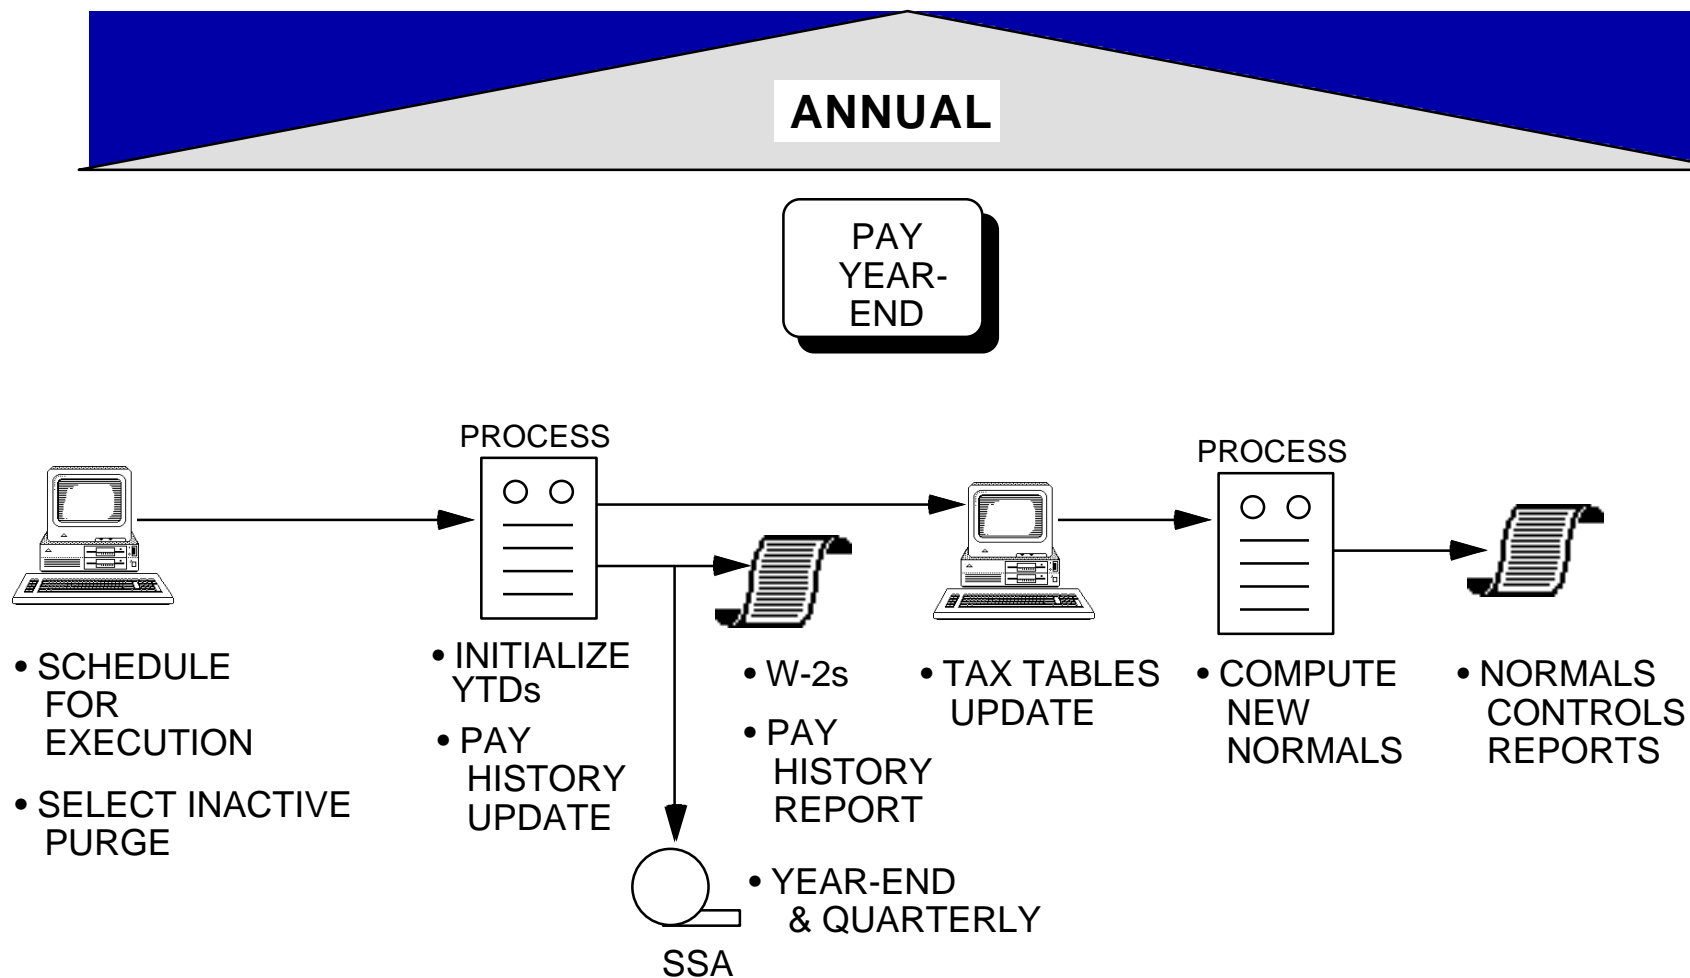 ANNUAL
PAY
YEAR-
END
PROCESS
PROCESS
• SCHEDULE
FOR
EXECUTION
• SELECT INACTIVE
PURGE
• INITIALIZE
YTDs
• PAY
HISTORY
UPDATE
• W-2s
• PAY
HISTORY
REPORT
• YEAR-END
& QUARTERLY
SSA
• TAX TABLES
UPDATE
• COMPUTE
NEW
NORMALS
• NORMALS
CONTROLS
REPORTS